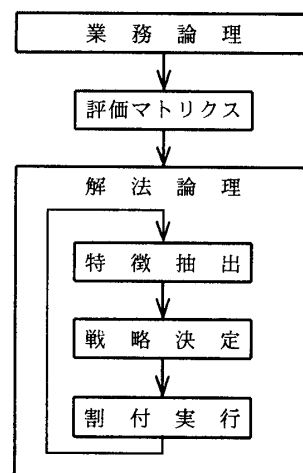 業務論理
評価マトリクス
解法論理
特徴抽出
戦略決定
割付実行